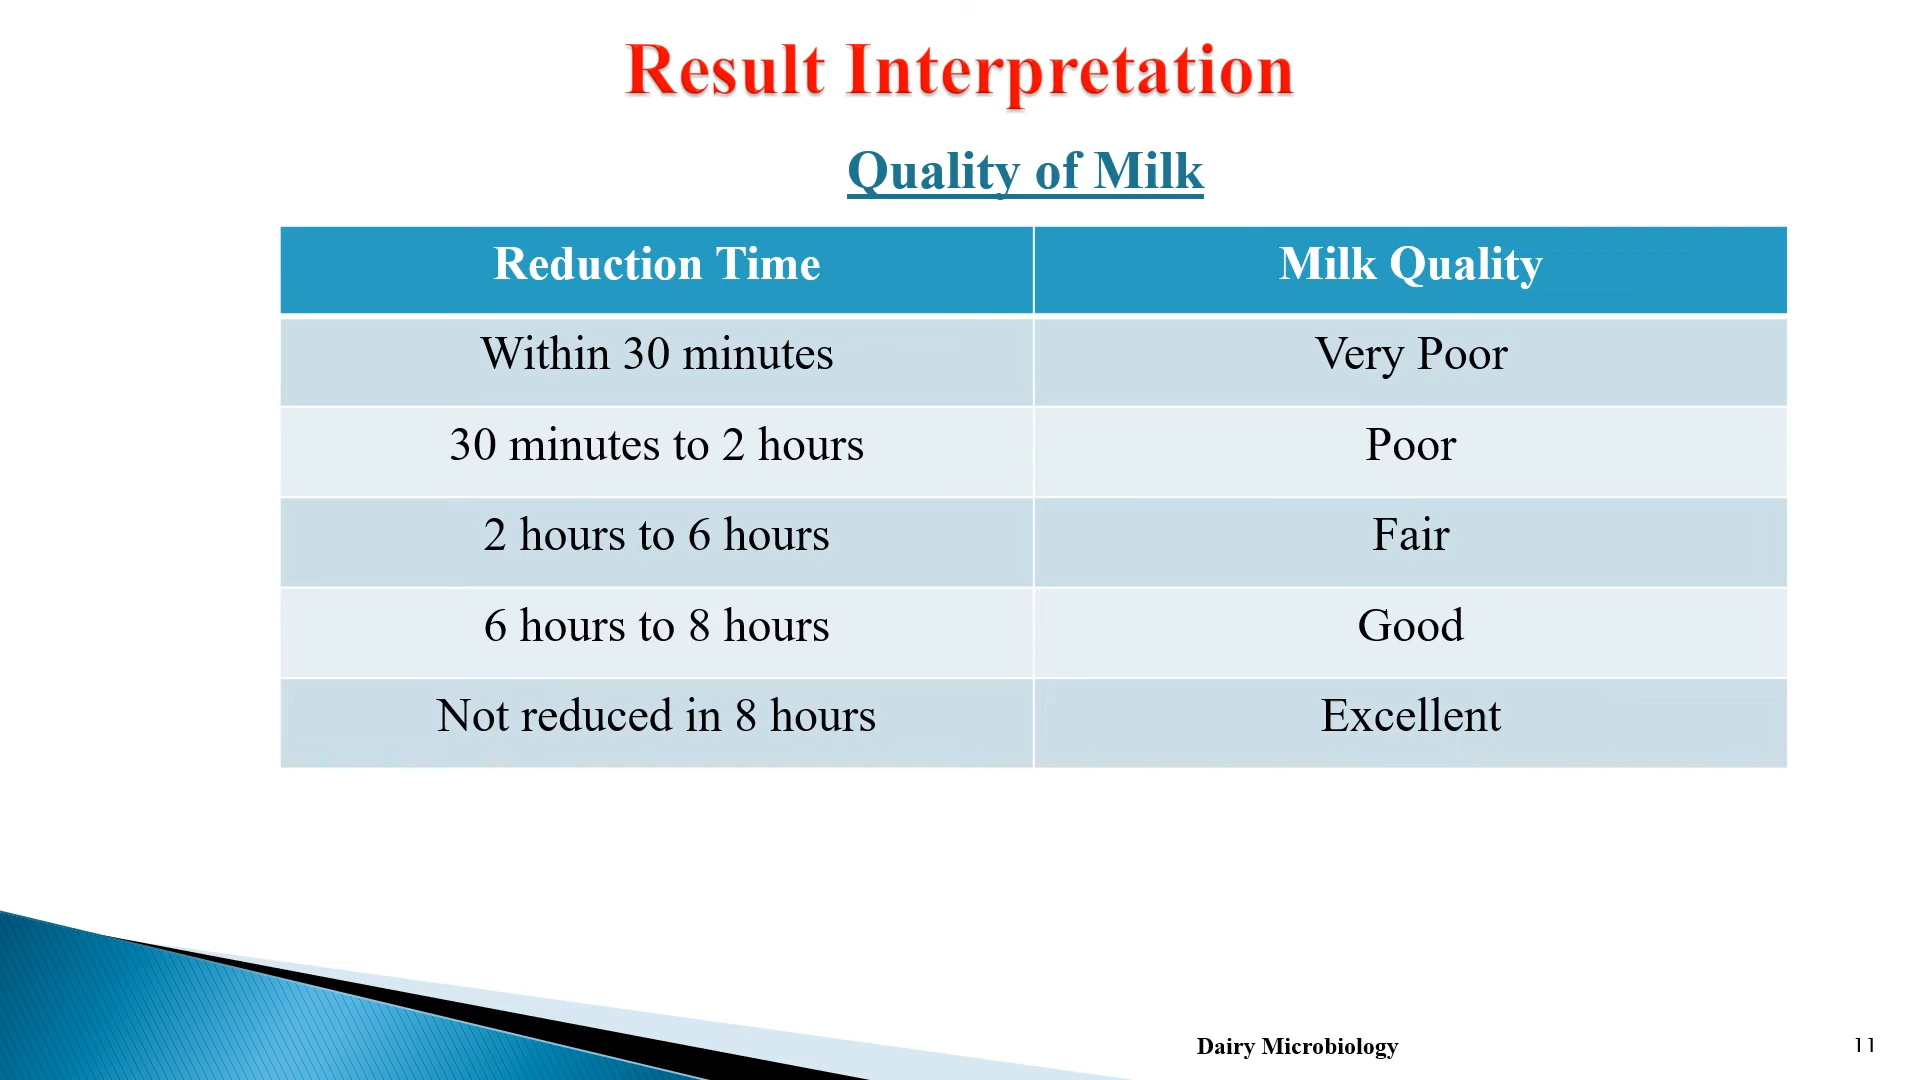 Result Interpretation
Quality of Milk
Reduction Time Milk Quality
Within 30 minutes Very Poor
30 minutes to 2 hours Poor
2 hours to 6 hours Fair
6 hours to 8 hours Good
Not reduced in 8 hours Excellent
Dairy Microbiology 11